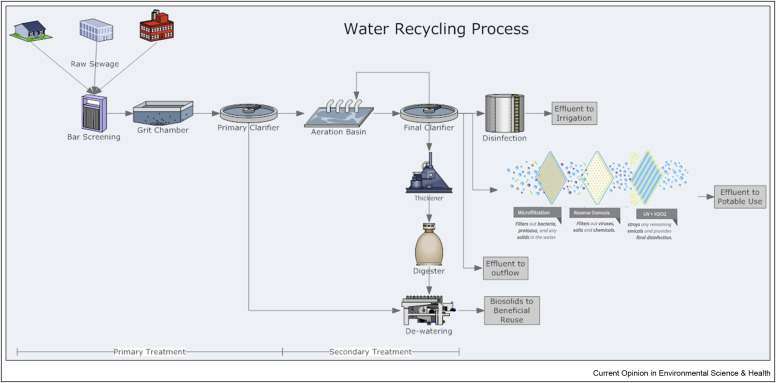 Water Recycling Process
Raw Sewage
Bar Screening
Grit Chamber
Primary Clarifier
Aeration Basin
Final Clarifier
Disinfection
Effluent to
Irrigation
Thickener
Microfiltration
Filters out bacteria,
protozoa, and any
solids in the water.
Reverse Osmosis
Filters out viruses,
salts and chemicals.
UV + H2O2
stroys any remaining
emicals and provides
final disinfection.
Effluent to
Potable Use
Digester
Effluent to
outflow
De-watering
Biosolids to
Beneficial
Reuse
Primary Treatment
Secondary Treatment
Current Opinion in Environmental Science & Health